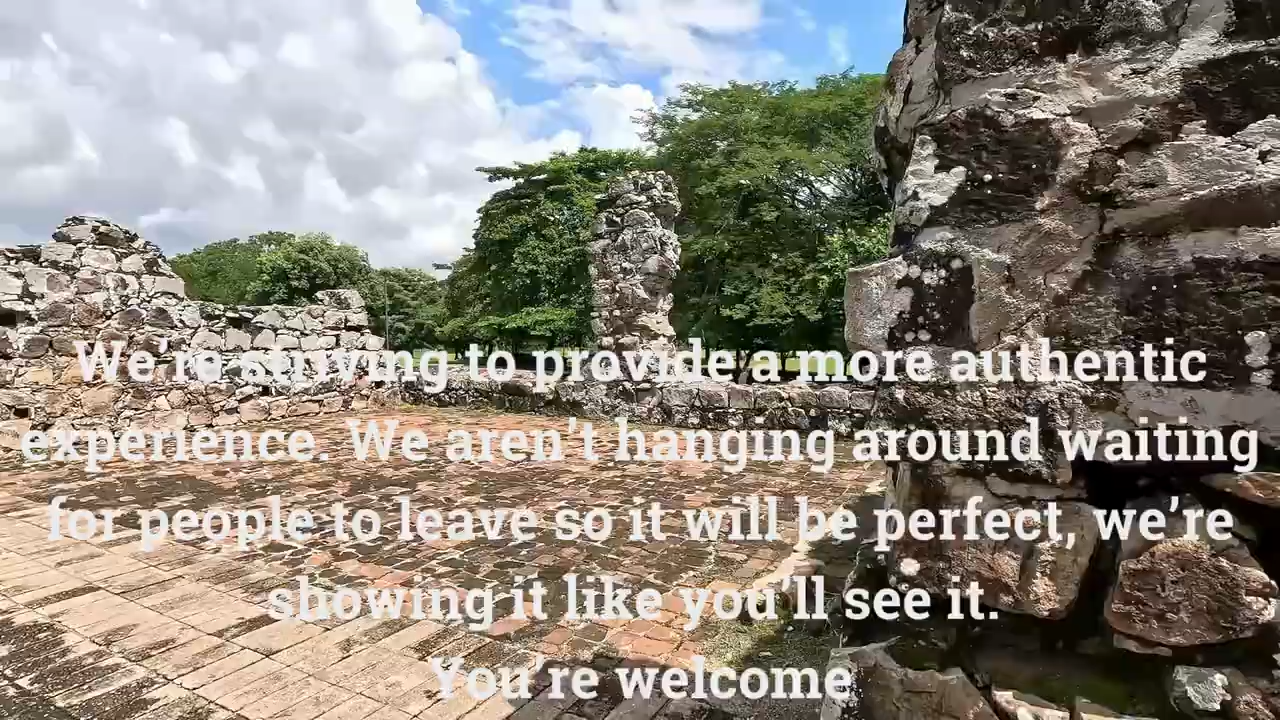 We’re striving to provide a more authentic
experience. We aren’t hanging around waiting
for people to leave so it will be perfect, we’re
showing it like you’ll see it.
You’re welcome